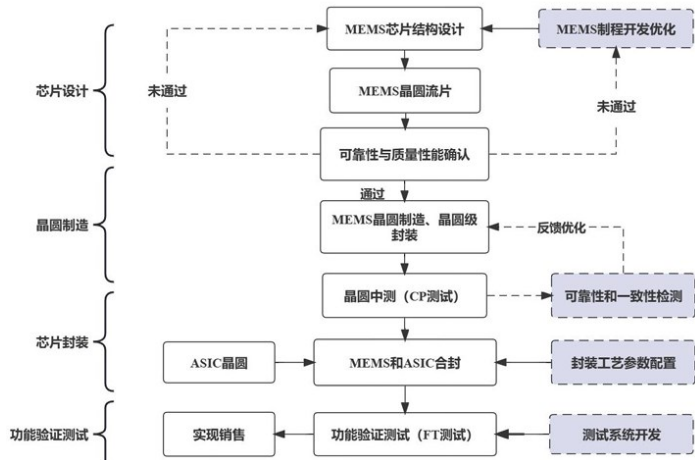 MEMS芯片结构设计
MEMS制程开发优化
芯片设计
未通过
MEMS晶圆流片
未通过
可靠性与质量性能确认
通过
晶圆制造
MEMS晶圆制造、晶圆级
封装
反馈优化
晶圆中测（CP测试）
可靠性和一致性检测
芯片封装
ASIC晶圆
MEMS和ASIC合封
封装工艺参数配置
功能验证测试
实现销售
功能验证测试（FT测试）
测试系统开发